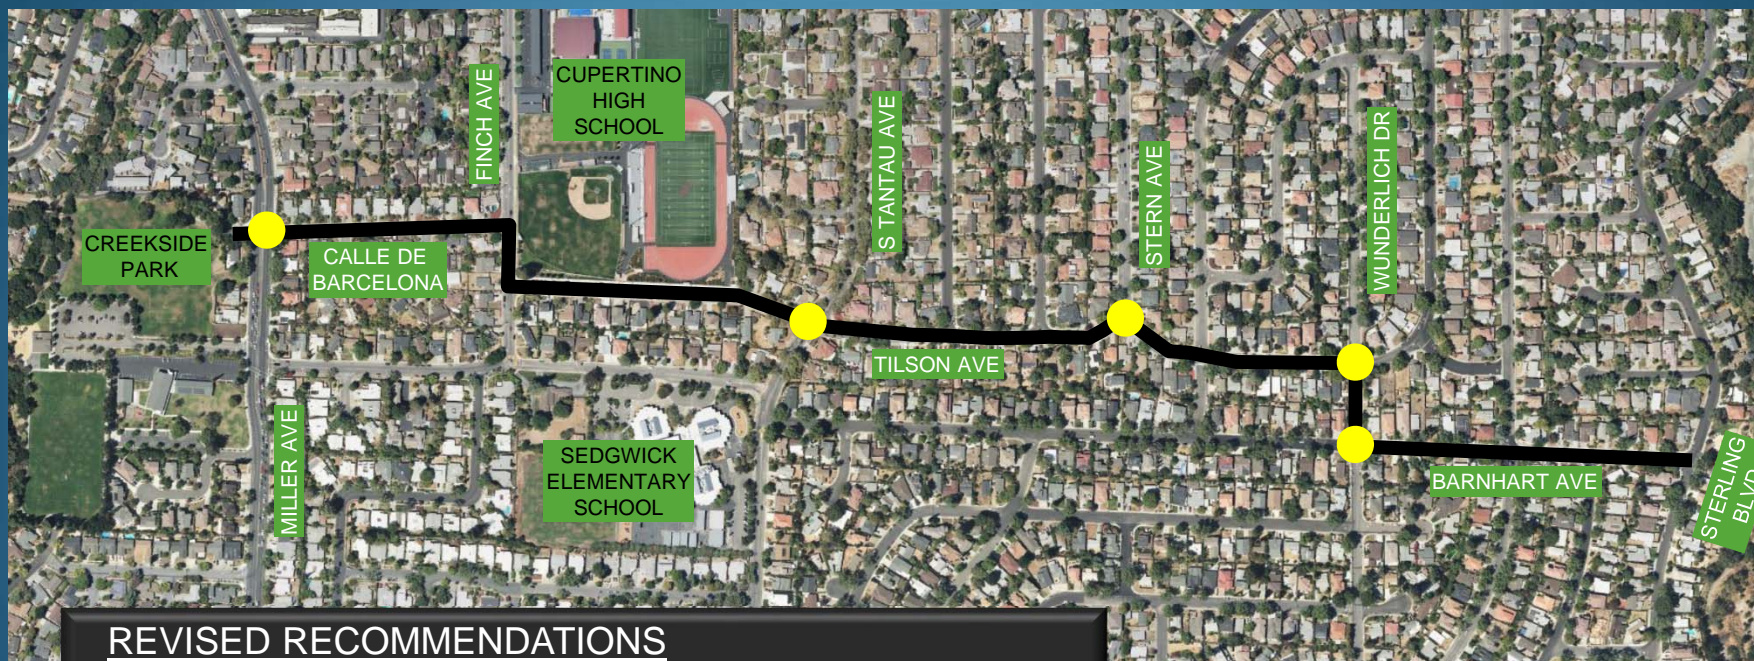 CUPERTINO
HIGH
SCHOOL
FINCH AVE
S TANTAU AVE
STERN AVE
WUNDERLICH DR
CREEKSIDE
PARK
CALLE DE
BARCELONA
TILSON AVE
MILLER AVE
SEDGWICK
ELEMENTARY
SCHOOL
BARNHART AVE
STERLING
BLVD
REVISED RECOMMENDATIONS